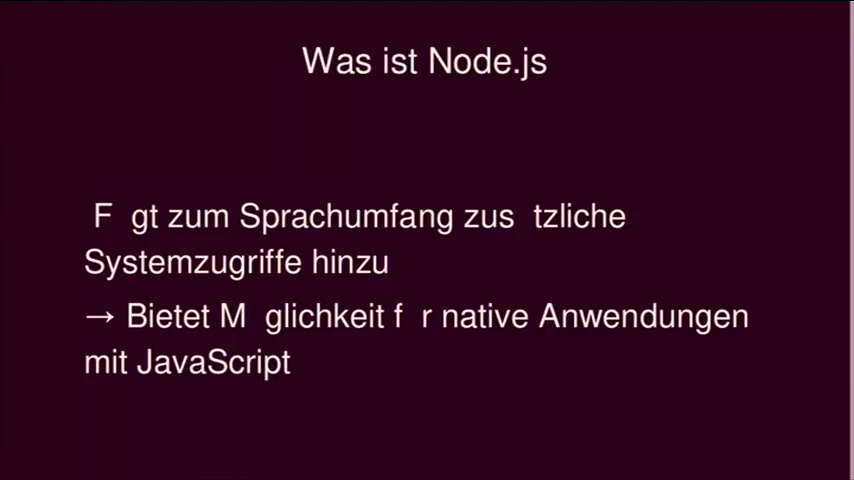 Was ist Node.js
F gt zum Sprachumfang zus tzliche
Systemzugriffe hinzu
→ Bietet M glichkeit f r native Anwendungen
mit JavaScript